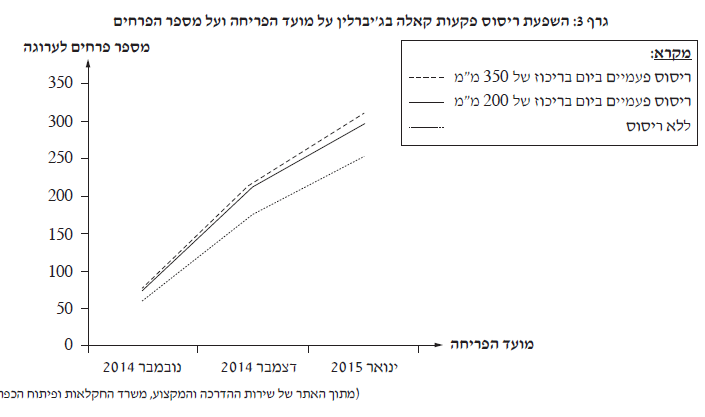 גרף 3: השפעת ריסוס פקעות קאלה בג'יברלין על מועד הפריחה ועל מספר הפרחים
מספר פרחים לערוגה
מקרא:
ריסוס פעמיים ביום בריכוז של 350 מ"מ
ריסוס פעמיים ביום בריכוז של 200 מ"מ
ללא ריסוס
350
300
250
200
150
100
50
0
מועד הפריחה
נובמבר 2014
דצמבר 2014
ינואר 2015
(מתוך האתר של שירות ההדרכה והמקצוע, משרד החקלאות ופיתוח הכפר